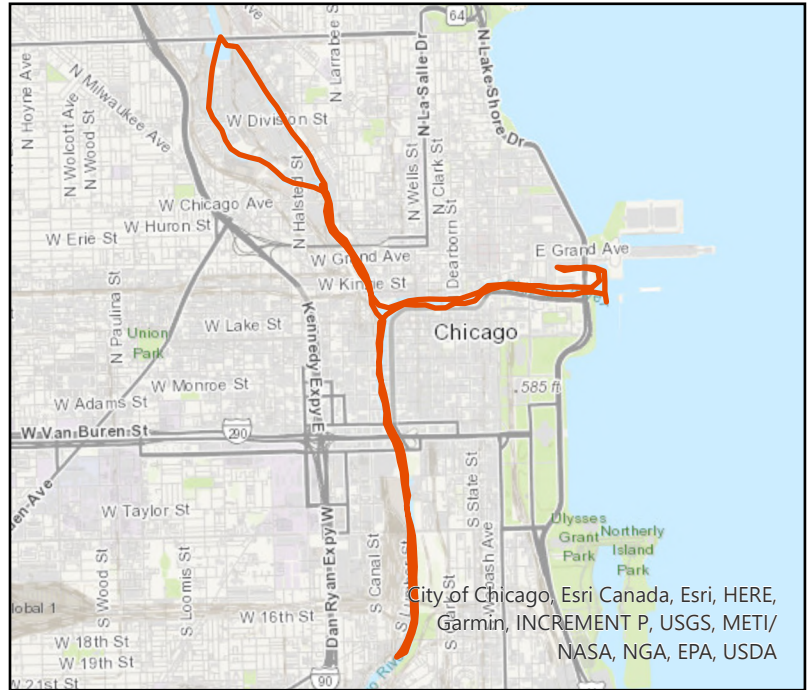 64
N Larrabee St
N La Salle Dr
N Lake Shore Dr
N Hoyne Ave
N Milwaukee Ave
N Wolcott Ave
N Wood St
W Division St
N Wells St
N Clark St
N Halsted St
Dearborn St
W Chicago Ave
W Huron St
W Erie St
E Grand Ave
W Grand Ave
W Kinzie St
Kennedy Expy E
W Lake St
N Paulina St
Union
Park
Chicago
W Monroe St
585 ft
W Adams St
W Van Buren St
290
W Taylor St
S State St
Ulysses
Grant
Park
Northerly
Island
Park
S Wood St
S Loomis St
Dan Ryan Expy W
S Canal St
W 16th St
W 18th St
W 19th St
W 21st St
90
City of Chicago, Esri Canada, Esri, HERE,
Garmin, INCREMENT P, USGS, METI/
NASA, NGA, EPA, USDA